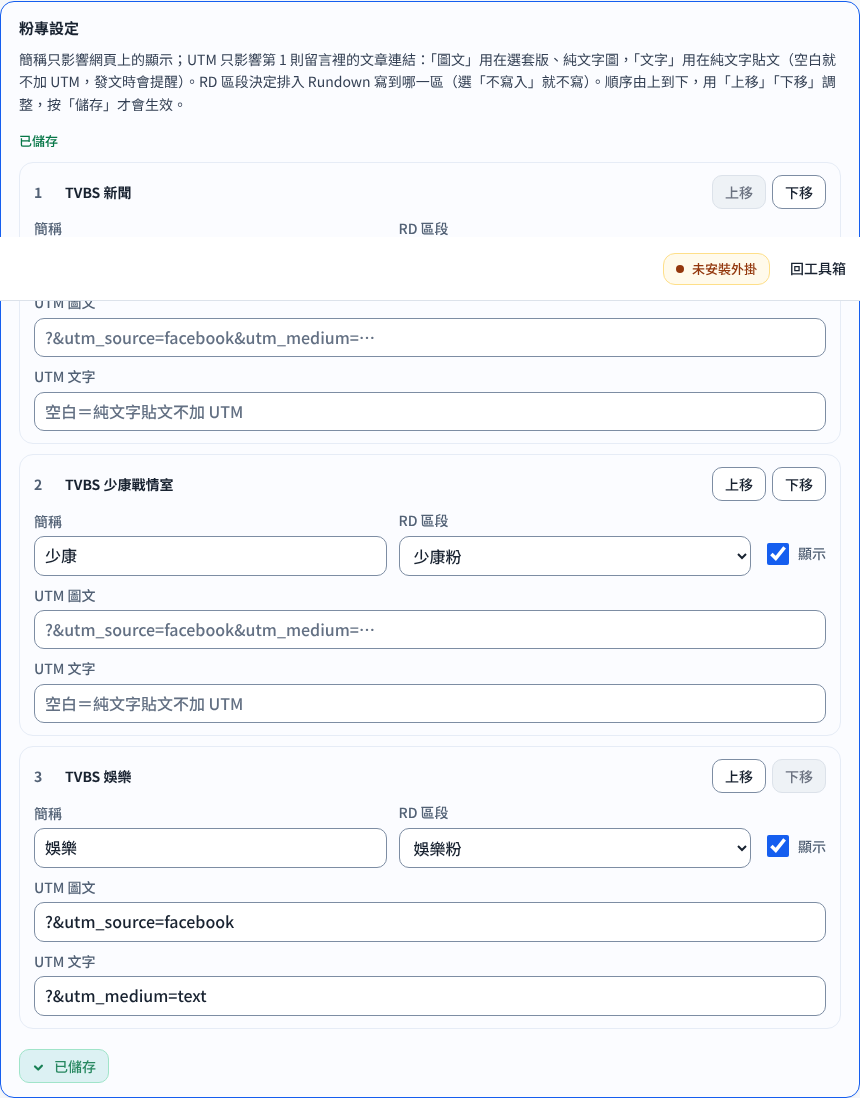 粉專設定
簡稱只影響網頁上的顯示；UTM 只影響第 1 則留言裡的文章連結：「圖文」用在選套版、純文字圖，「文字」用在純文字貼文（空白就
不加 UTM，發文時會提醒）。RD 區段決定排入 Rundown 寫到哪一區（選「不寫入」就不寫）。順序由上到下，用「上移」「下移」調
整，按「儲存」才會生效。
已儲存
1 TVBS 新聞 上移 下移
簡稱 RD 區段
未安裝外掛 回工具箱
UTM 圖文
?&utm_source=facebook&utm_medium=⋯
UTM 文字
空白＝純文字貼文不加 UTM
2 TVBS 少康戰情室 上移 下移
簡稱 RD 區段
少康 少康粉 顯示
UTM 圖文
?&utm_source=facebook&utm_medium=⋯
UTM 文字
空白＝純文字貼文不加 UTM
3 TVBS 娛樂 上移 下移
簡稱 RD 區段
娛樂 娛樂粉 顯示
UTM 圖文
?&utm_source=facebook
UTM 文字
?&utm_medium=text
已儲存